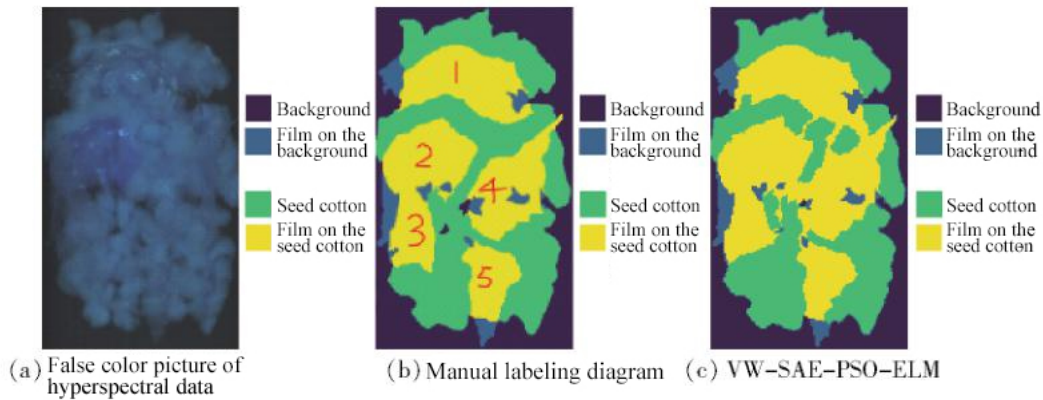 Background
Film on the
background
Seed cotton
Film on the
seed cotton
1
2
3
4
5
Background
Film on the
background
Seed cotton
Film on the
seed cotton
Background
Film on the
background
Seed cotton
Film on the
seed cotton
(a) False color picture of
hyperspectral data
(b) Manual labeling diagram
(c) VW-SAE-PSO-ELM